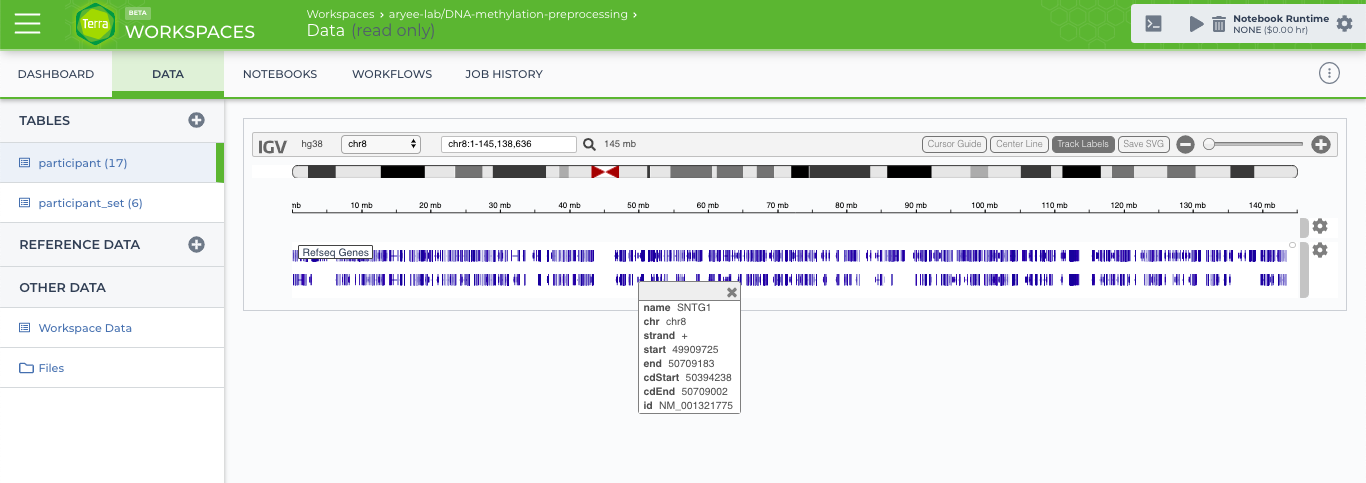 Terra
BETA
WORKSPACES
Workspaces › aryee-lab/DNA-methylation-preprocessing ›
Data (read only)
Notebook Runtime
NONE ($0.00 hr)
DASHBOARD
DATA
NOTEBOOKS
WORKFLOWS
JOB HISTORY
TABLES
participant (17)
participant_set (6)
REFERENCE DATA
OTHER DATA
Workspace Data
Files
IGV
hg38
chr8
chr8:1-145,138,636
145 mb
Cursor Guide
Center Line
Track Labels
Save SVG
mb 10 mb 20 mb 30 mb 40 mb 50 mb 60 mb 70 mb 80 mb 90 mb 100 mb 110 mb 120 mb 130 mb 140 mb
Refseq Genes
name SNTG1
chr chr8
strand +
start 49909725
end 50709183
cdStart 50394238
cdEnd 50709002
id NM_001321775